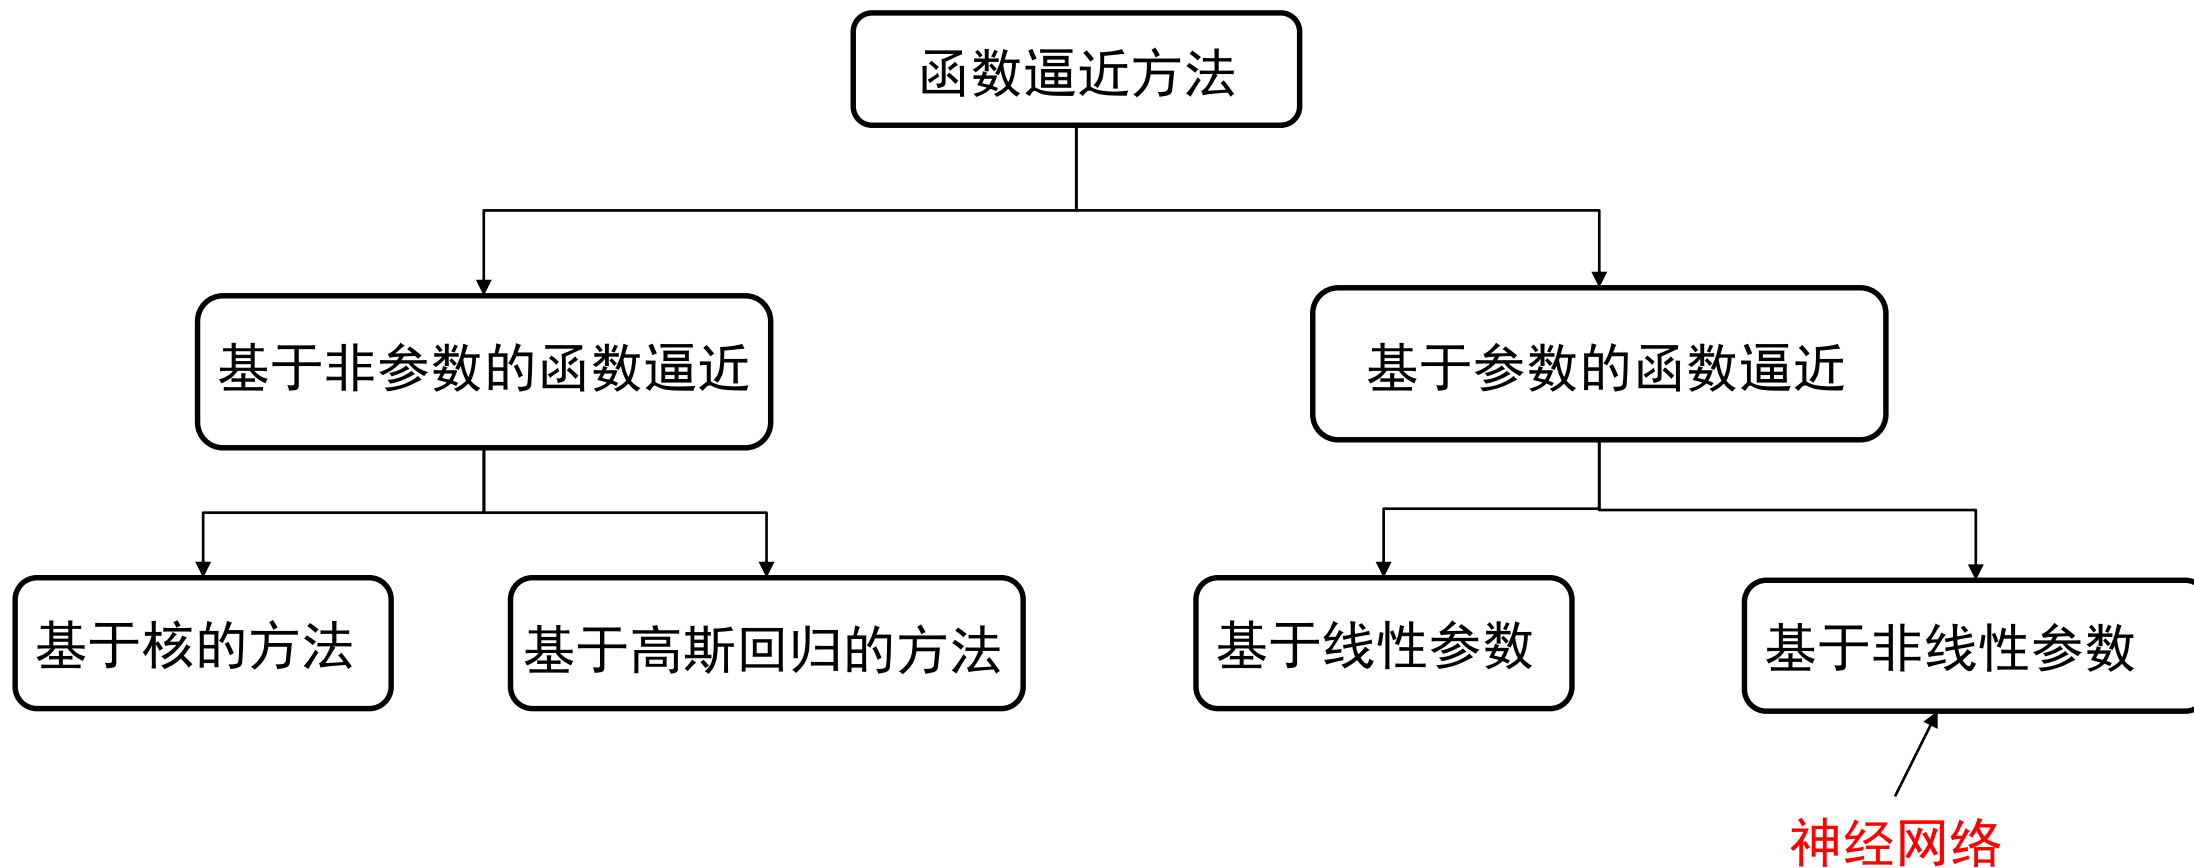 函数逼近方法
基于非参数的函数逼近
基于参数的函数逼近
基于核的方法
基于高斯回归的方法
基于线性参数
基于非线性参数
神经网络